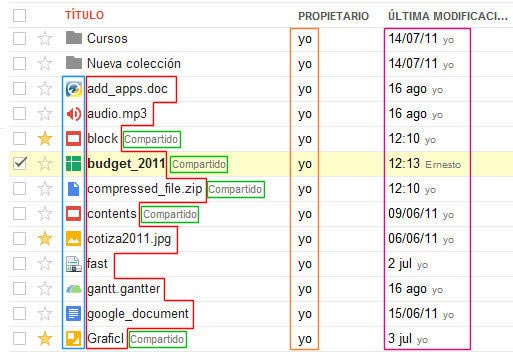 TÍTULO PROPIETARIO ÚLTIMA MODIFICACI...
Cursos yo 14/07/11 yo
Nueva colección yo 14/07/11 yo
add_apps.doc yo 16 ago yo
audio.mp3 yo 16 ago yo
block Compartido yo 12:10 yo
budget_2011 Compartido yo 12:13 Ernesto
compressed_file.zip Compartido yo 12:10 yo
contents Compartido yo 09/06/11 yo
cotiza2011.jpg yo 06/06/11 yo
fast yo 2 jul yo
gantt.gantter yo 16 ago yo
google_document yo 15/06/11 yo
Graficl Compartido yo 3 jul yo